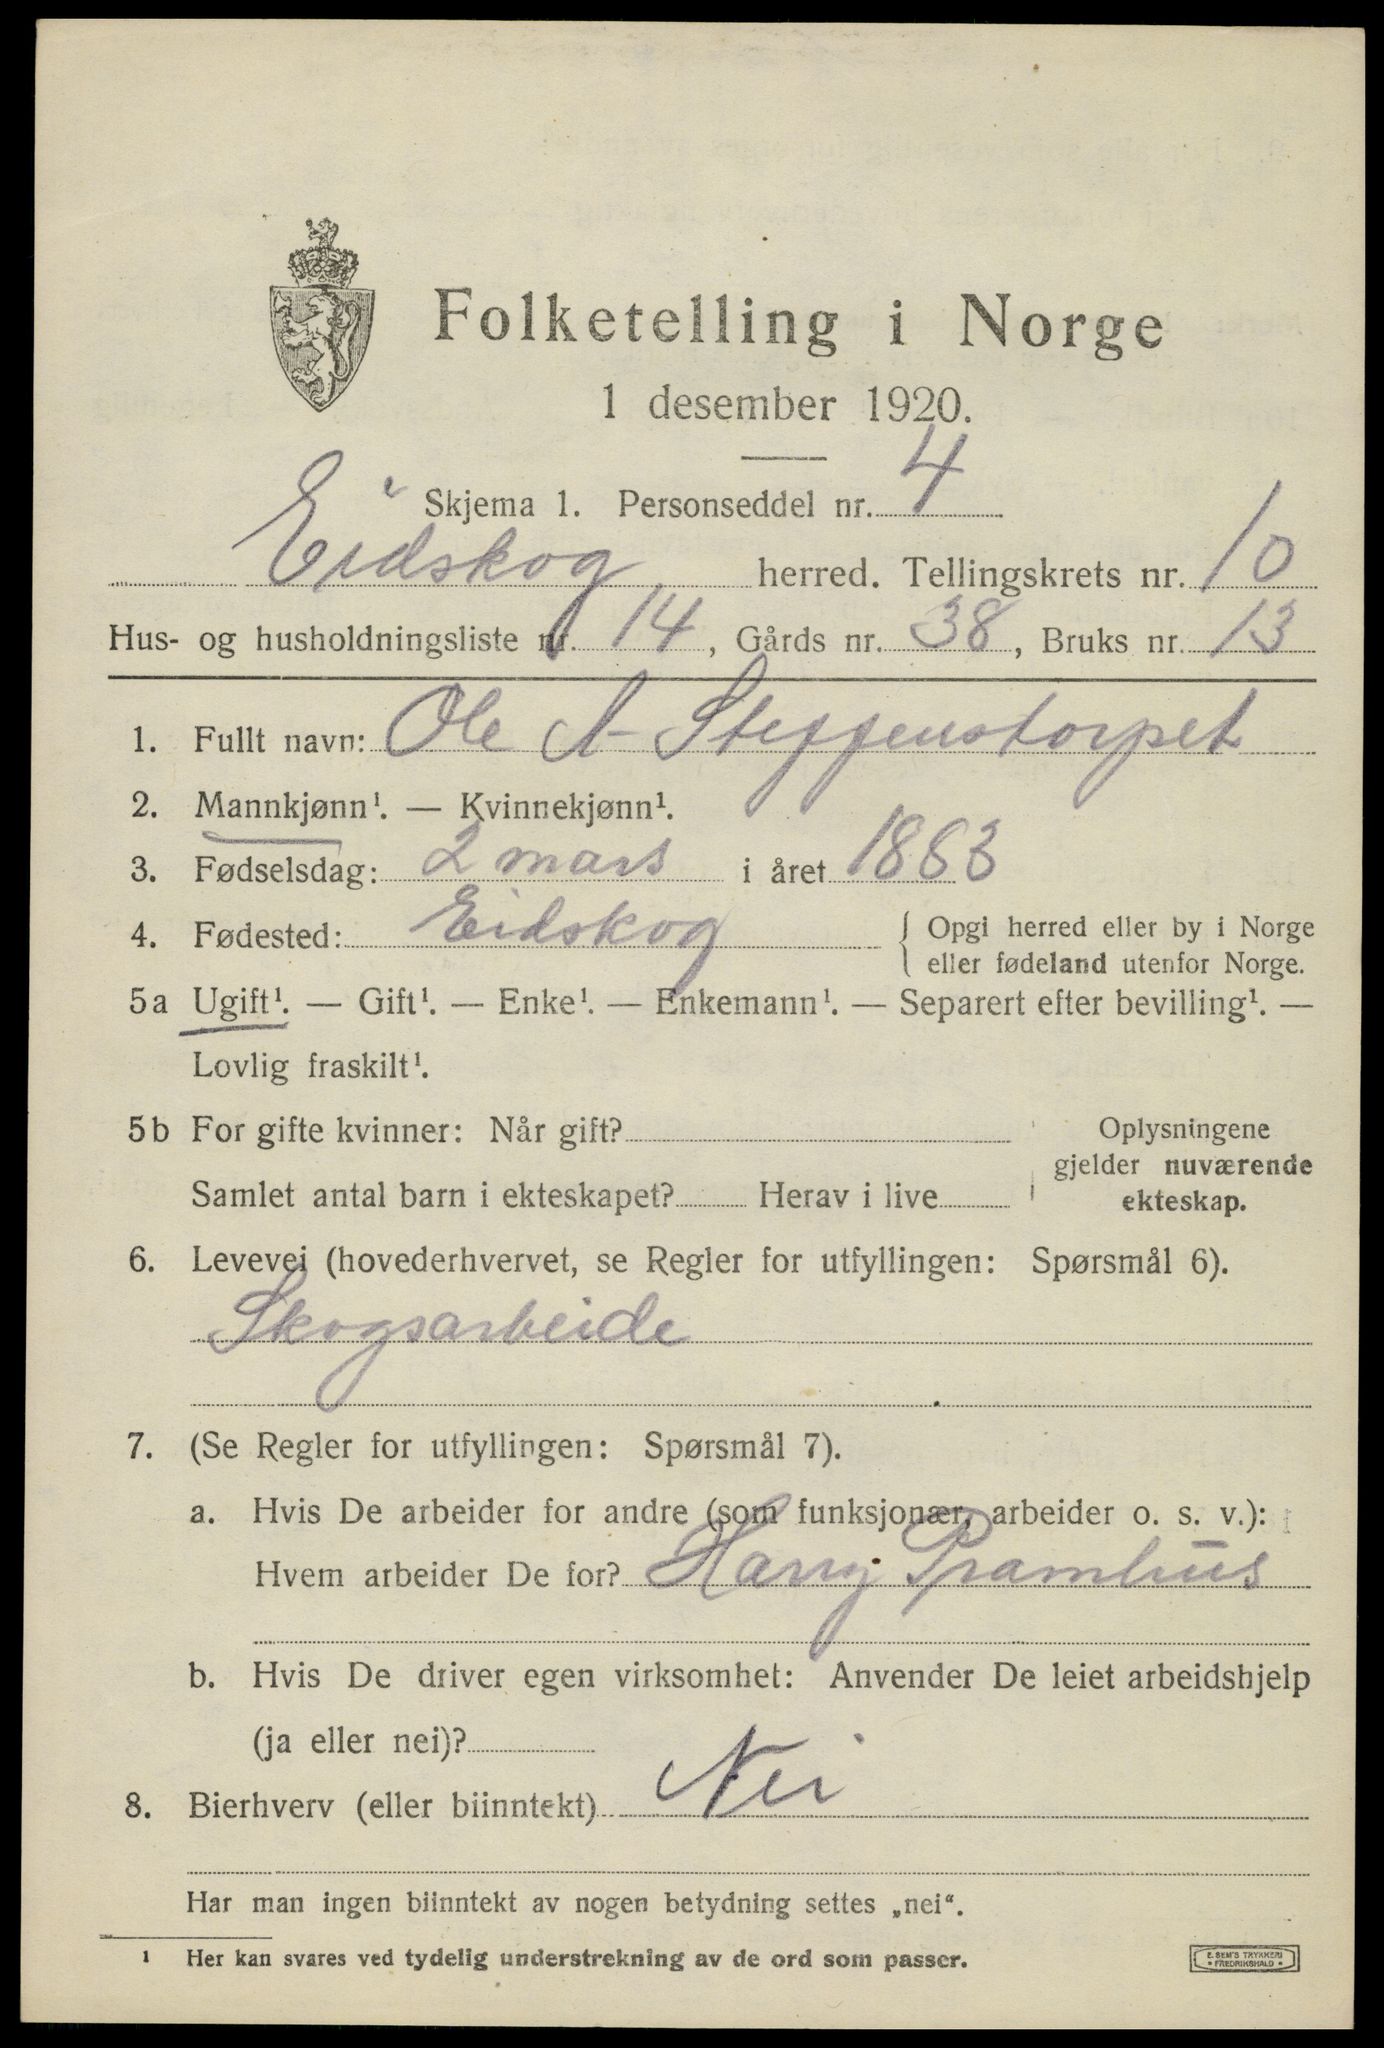 Folketelling i Norge
1 desember 1920.
Skjema 1. Personseddel nr. 4
Eidskog herred. Tellingskrets nr. 10
Hus- og husholdningsliste nr. 14, Gårds nr. 38, Bruks nr. 13
1. Fullt navn: Ole A Steffenstorpet
2. Mannkjønn¹. — Kvinnekjønn¹.
3. Fødselsdag: 2 mars i året 1883
4. Fødested: Eidskog { Opgi herred eller by i Norge
eller fødeland utenfor Norge.
5a Ugift¹. — Gift¹. — Enke¹. — Enkemann¹. — Separert efter bevilling¹. —
Lovlig fraskilt¹.
5b For gifte kvinner: Når gift? Oplysningene
gjelder nuværende
Samlet antal barn i ekteskapet? Herav i live ekteskap.
6. Levevei (hovederhvervet, se Regler for utfyllingen: Spørsmål 6).
Skogsarbeide
7. (Se Regler for utfyllingen: Spørsmål 7).
a. Hvis De arbeider for andre (som funksjonær, arbeider o. s. v.):
Hvem arbeider De for? Harry Pramhus
b. Hvis De driver egen virksomhet: Anvender De leiet arbeidshjelp
(ja eller nei)?
8. Bierhverv (eller biinntekt) Nei
Har man ingen biinntekt av nogen betydning settes „nei“.
¹ Her kan svares ved tydelig understrekning av de ord som passer.
E. SEM'S TRYKKERI
• FREDRIKSHALD •